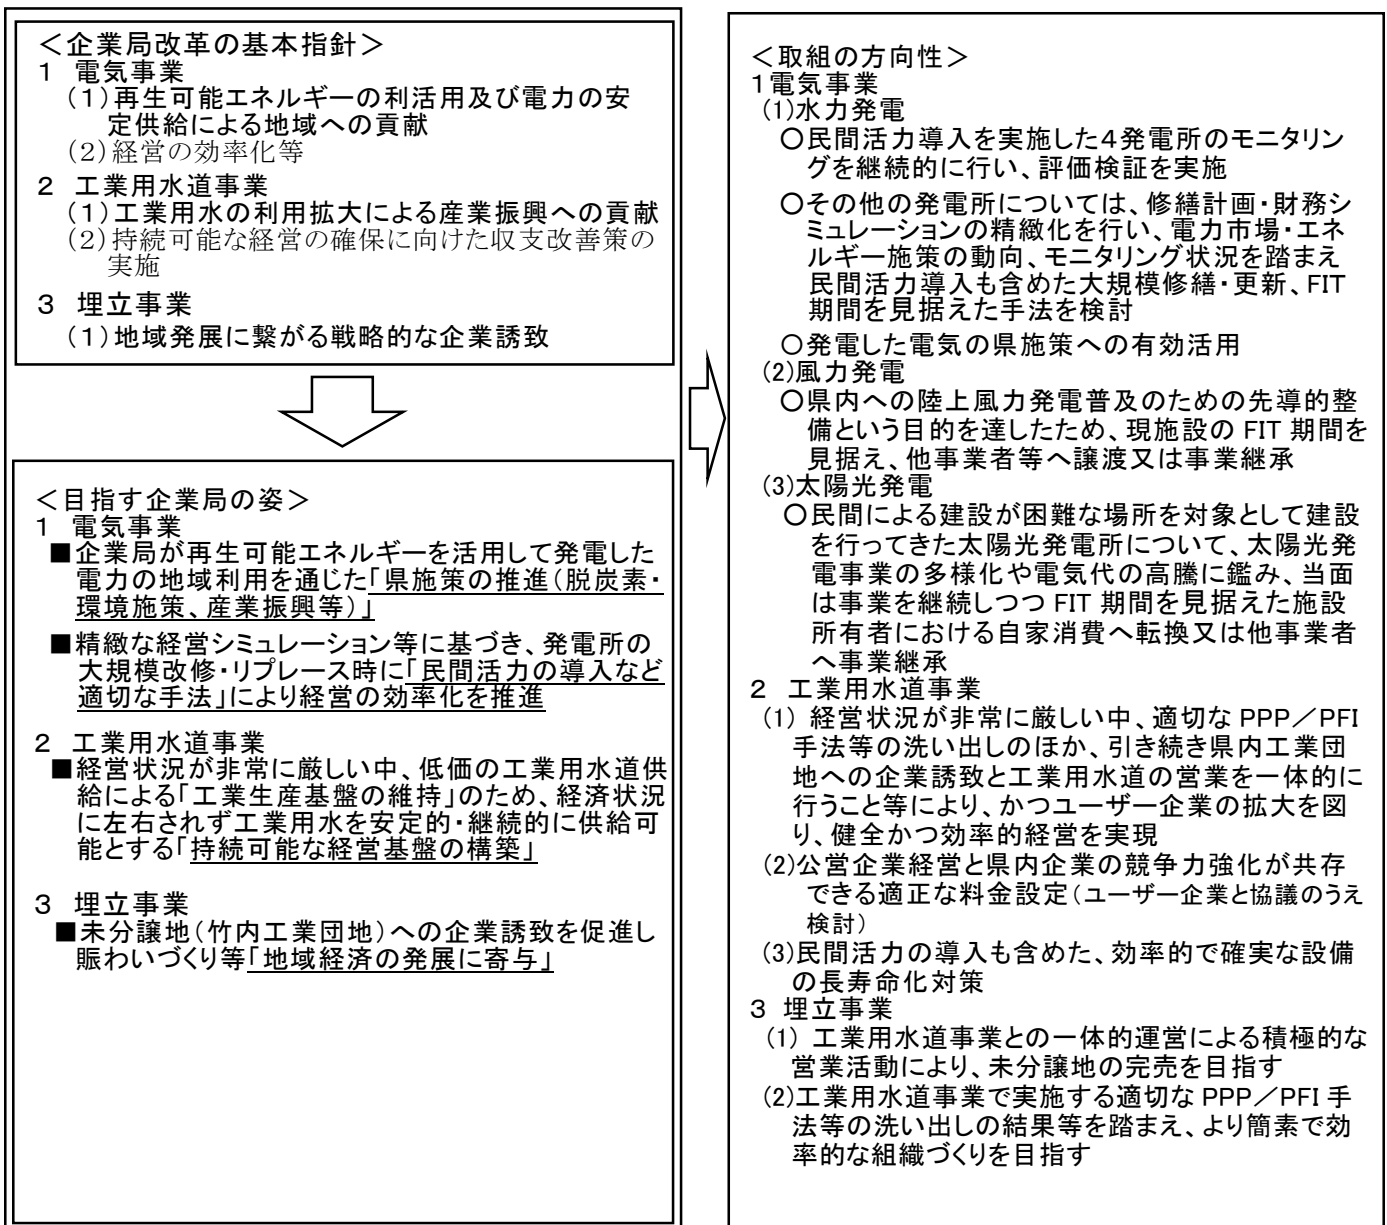 ＜企業局改革の基本指針＞
１ 電気事業
（１）再生可能エネルギーの利活用及び電力の安
定供給による地域への貢献
（２）経営の効率化等
２ 工業用水道事業
（１）工業用水の利用拡大による産業振興への貢献
（２）持続可能な経営の確保に向けた収支改善策の
実施
３ 埋立事業
（１）地域発展に繋がる戦略的な企業誘致
＜目指す企業局の姿＞
１ 電気事業
■企業局が再生可能エネルギーを活用して発電した
電力の地域利用を通じた「県施策の推進（脱炭素・
環境施策、産業振興等）」
■精緻な経営シミュレーション等に基づき、発電所の
大規模改修・リプレース時に「民間活力の導入など
適切な手法」により経営の効率化を推進
２ 工業用水道事業
■経営状況が非常に厳しい中、低価の工業用水道供
給による「工業生産基盤の維持」のため、経済状況
に左右されず工業用水を安定的・継続的に供給可
能とする「持続可能な経営基盤の構築」
３ 埋立事業
■未分譲地（竹内工業団地）への企業誘致を促進し
賑わいづくり等「地域経済の発展に寄与」
＜取組の方向性＞
１電気事業
(1)水力発電
○民間活力導入を実施した４発電所のモニタリン
グを継続的に行い、評価検証を実施
○その他の発電所については、修繕計画・財務シ
ミュレーションの精緻化を行い、電力市場・エネ
ルギー施策の動向、モニタリング状況を踏まえ
民間活力導入も含めた大規模修繕・更新、FIT
期間を見据えた手法を検討
○発電した電気の県施策への有効活用
(2)風力発電
○県内への陸上風力発電普及のための先導的整
備という目的を達したため、現施設の FIT 期間を
見据え、他事業者等へ譲渡又は事業継承
(3)太陽光発電
○民間による建設が困難な場所を対象として建設
を行ってきた太陽光発電所について、太陽光発
電事業の多様化や電気代の高騰に鑑み、当面
は事業を継続しつつ FIT 期間を見据えた施設
所有者における自家消費へ転換又は他事業者
へ事業継承
２ 工業用水道事業
(1) 経営状況が非常に厳しい中、適切な PPP／PFI
手法等の洗い出しのほか、引き続き県内工業団
地への企業誘致と工業用水道の営業を一体的に
行うこと等により、かつユーザー企業の拡大を図
り、健全かつ効率的経営を実現
(2)公営企業経営と県内企業の競争力強化が共存
できる適正な料金設定（ユーザー企業と協議のうえ
検討）
(3)民間活力の導入も含めた、効率的で確実な設備
の長寿命化対策
３ 埋立事業
(1) 工業用水道事業との一体的運営による積極的な
営業活動により、未分譲地の完売を目指す
(2)工業用水道事業で実施する適切な PPP／PFI 手
法等の洗い出しの結果等を踏まえ、より簡素で効
率的な組織づくりを目指す